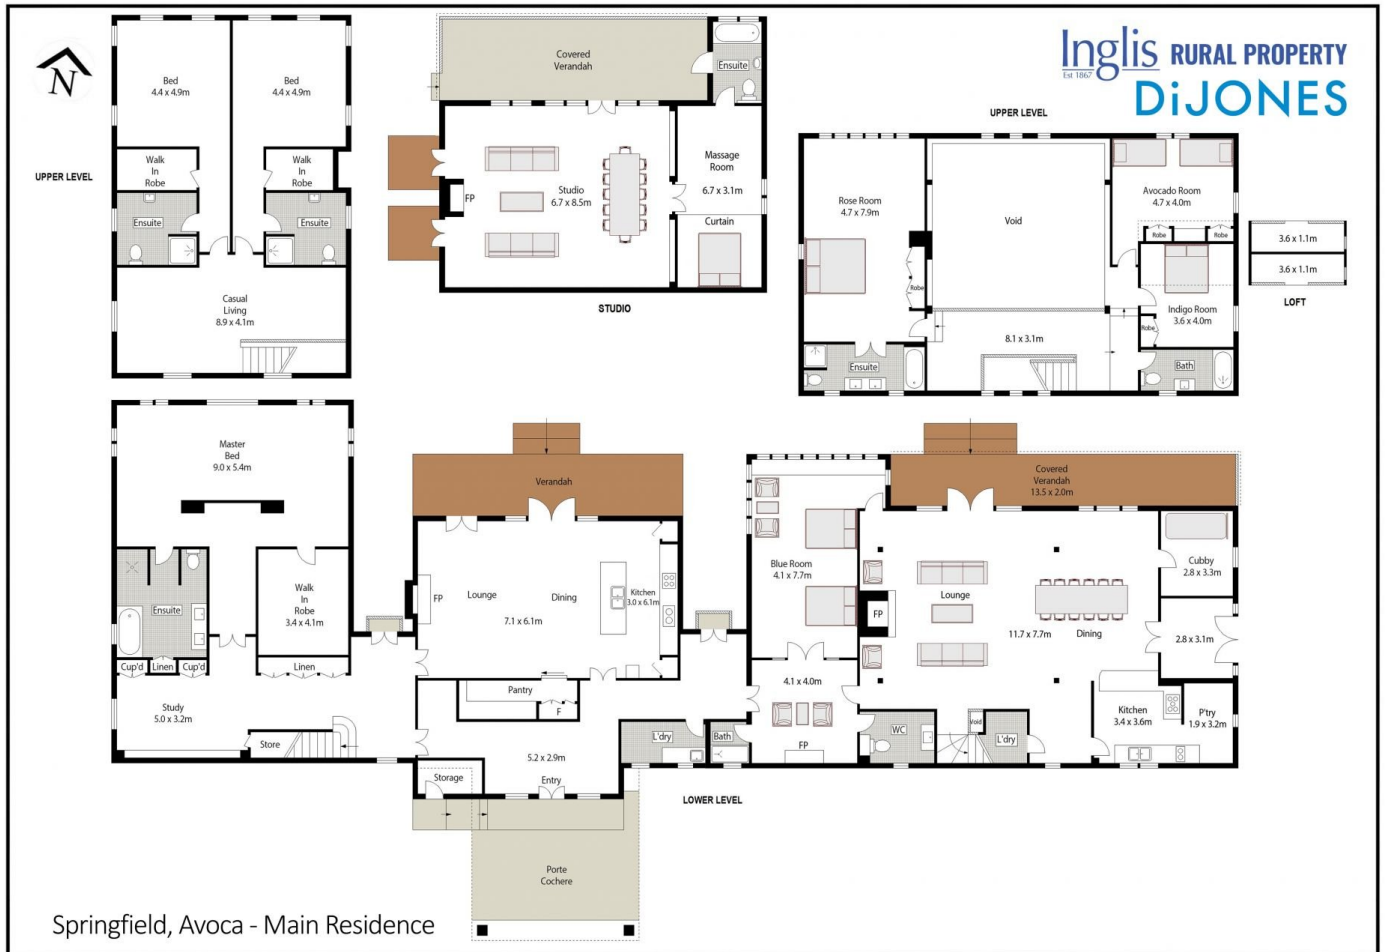 N
Inglis RURAL PROPERTY
Est 1867
DiJONES
UPPER LEVEL
Bed
4.4 x 4.9m
Bed
4.4 x 4.9m
Walk
In
Robe
Walk
In
Robe
Ensuite
Ensuite
Casual
Living
8.9 x 4.1m
Covered
Verandah
Ensuite
Studio
6.7 x 8.5m
FP
Massage
Room
6.7 x 3.1m
Curtain
STUDIO
UPPER LEVEL
Rose Room
4.7 x 7.9m
Robe
Ensuite
Void
8.1 x 3.1m
Avocado Room
4.7 x 4.0m
Robe
Robe
Indigo Room
3.6 x 4.0m
Robe
Bath
3.6 x 1.1m
3.6 x 1.1m
LOFT
Master
Bed
9.0 x 5.4m
Ensuite
Walk
In
Robe
3.4 x 4.1m
Cup'd
Linen
Cup'd
Linen
Study
5.0 x 3.2m
Store
Verandah
FP
Lounge
Dining
7.1 x 6.1m
Kitchen
3.0 x 6.1m
Pantry
F
5.2 x 2.9m
Entry
Storage
L'dry
Bath
Porte
Cochere
Blue Room
4.1 x 7.7m
4.1 x 4.0m
FP
Covered
Verandah
13.5 x 2.0m
FP
Lounge
11.7 x 7.7m
Dining
Cubby
2.8 x 3.3m
2.8 x 3.1m
Kitchen
3.4 x 3.6m
P'try
1.9 x 3.2m
WC
Void
L'dry
LOWER LEVEL
Springfield, Avoca - Main Residence